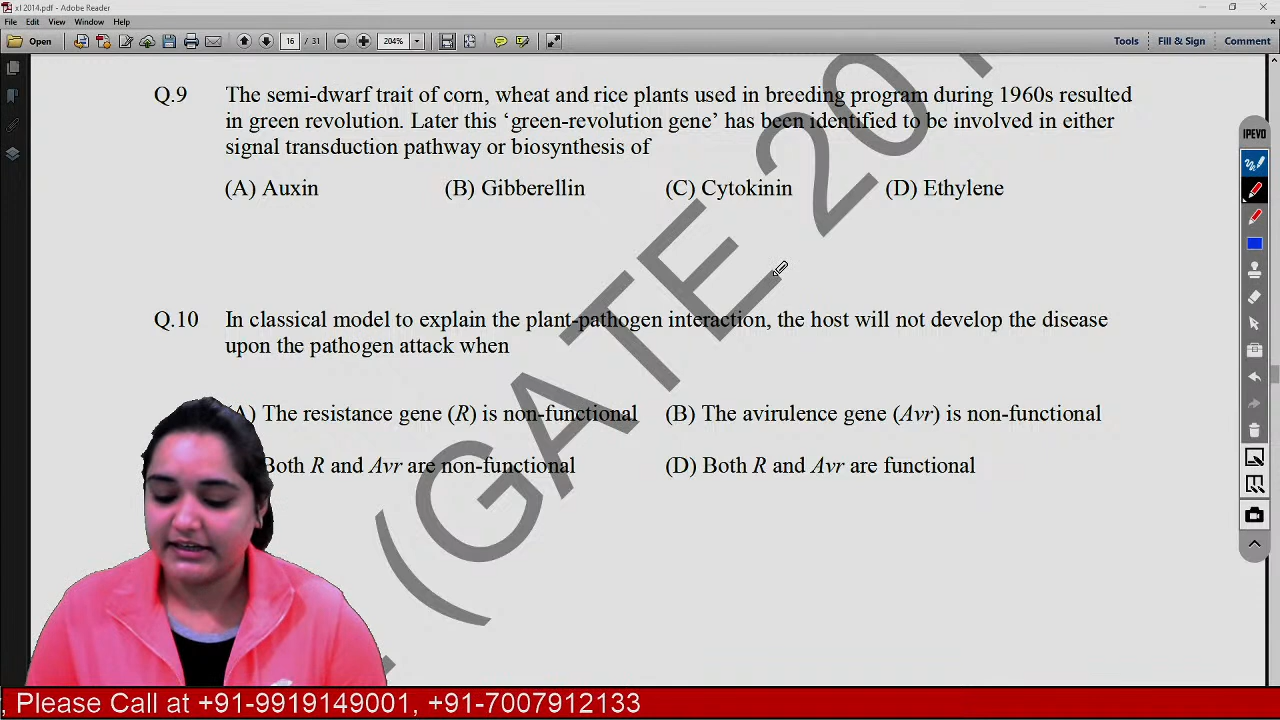 xl 2014.pdf - Adobe Reader
File Edit View Window Help
Open 16 / 31 204% Tools Fill & Sign Comment
Q.9 The semi-dwarf trait of corn, wheat and rice plants used in breeding program during 1960s resulted
in green revolution. Later this ‘green-revolution gene’ has been identified to be involved in either
signal transduction pathway or biosynthesis of
(A) Auxin (B) Gibberellin (C) Cytokinin (D) Ethylene
IPEVO
Q.10 In classical model to explain the plant-pathogen interaction, the host will not develop the disease
upon the pathogen attack when
(A) The resistance gene (R) is non-functional (B) The avirulence gene (Avr) is non-functional
Both R and Avr are non-functional (D) Both R and Avr are functional
(GATE 20
, Please Call at +91-9919149001, +91-7007912133